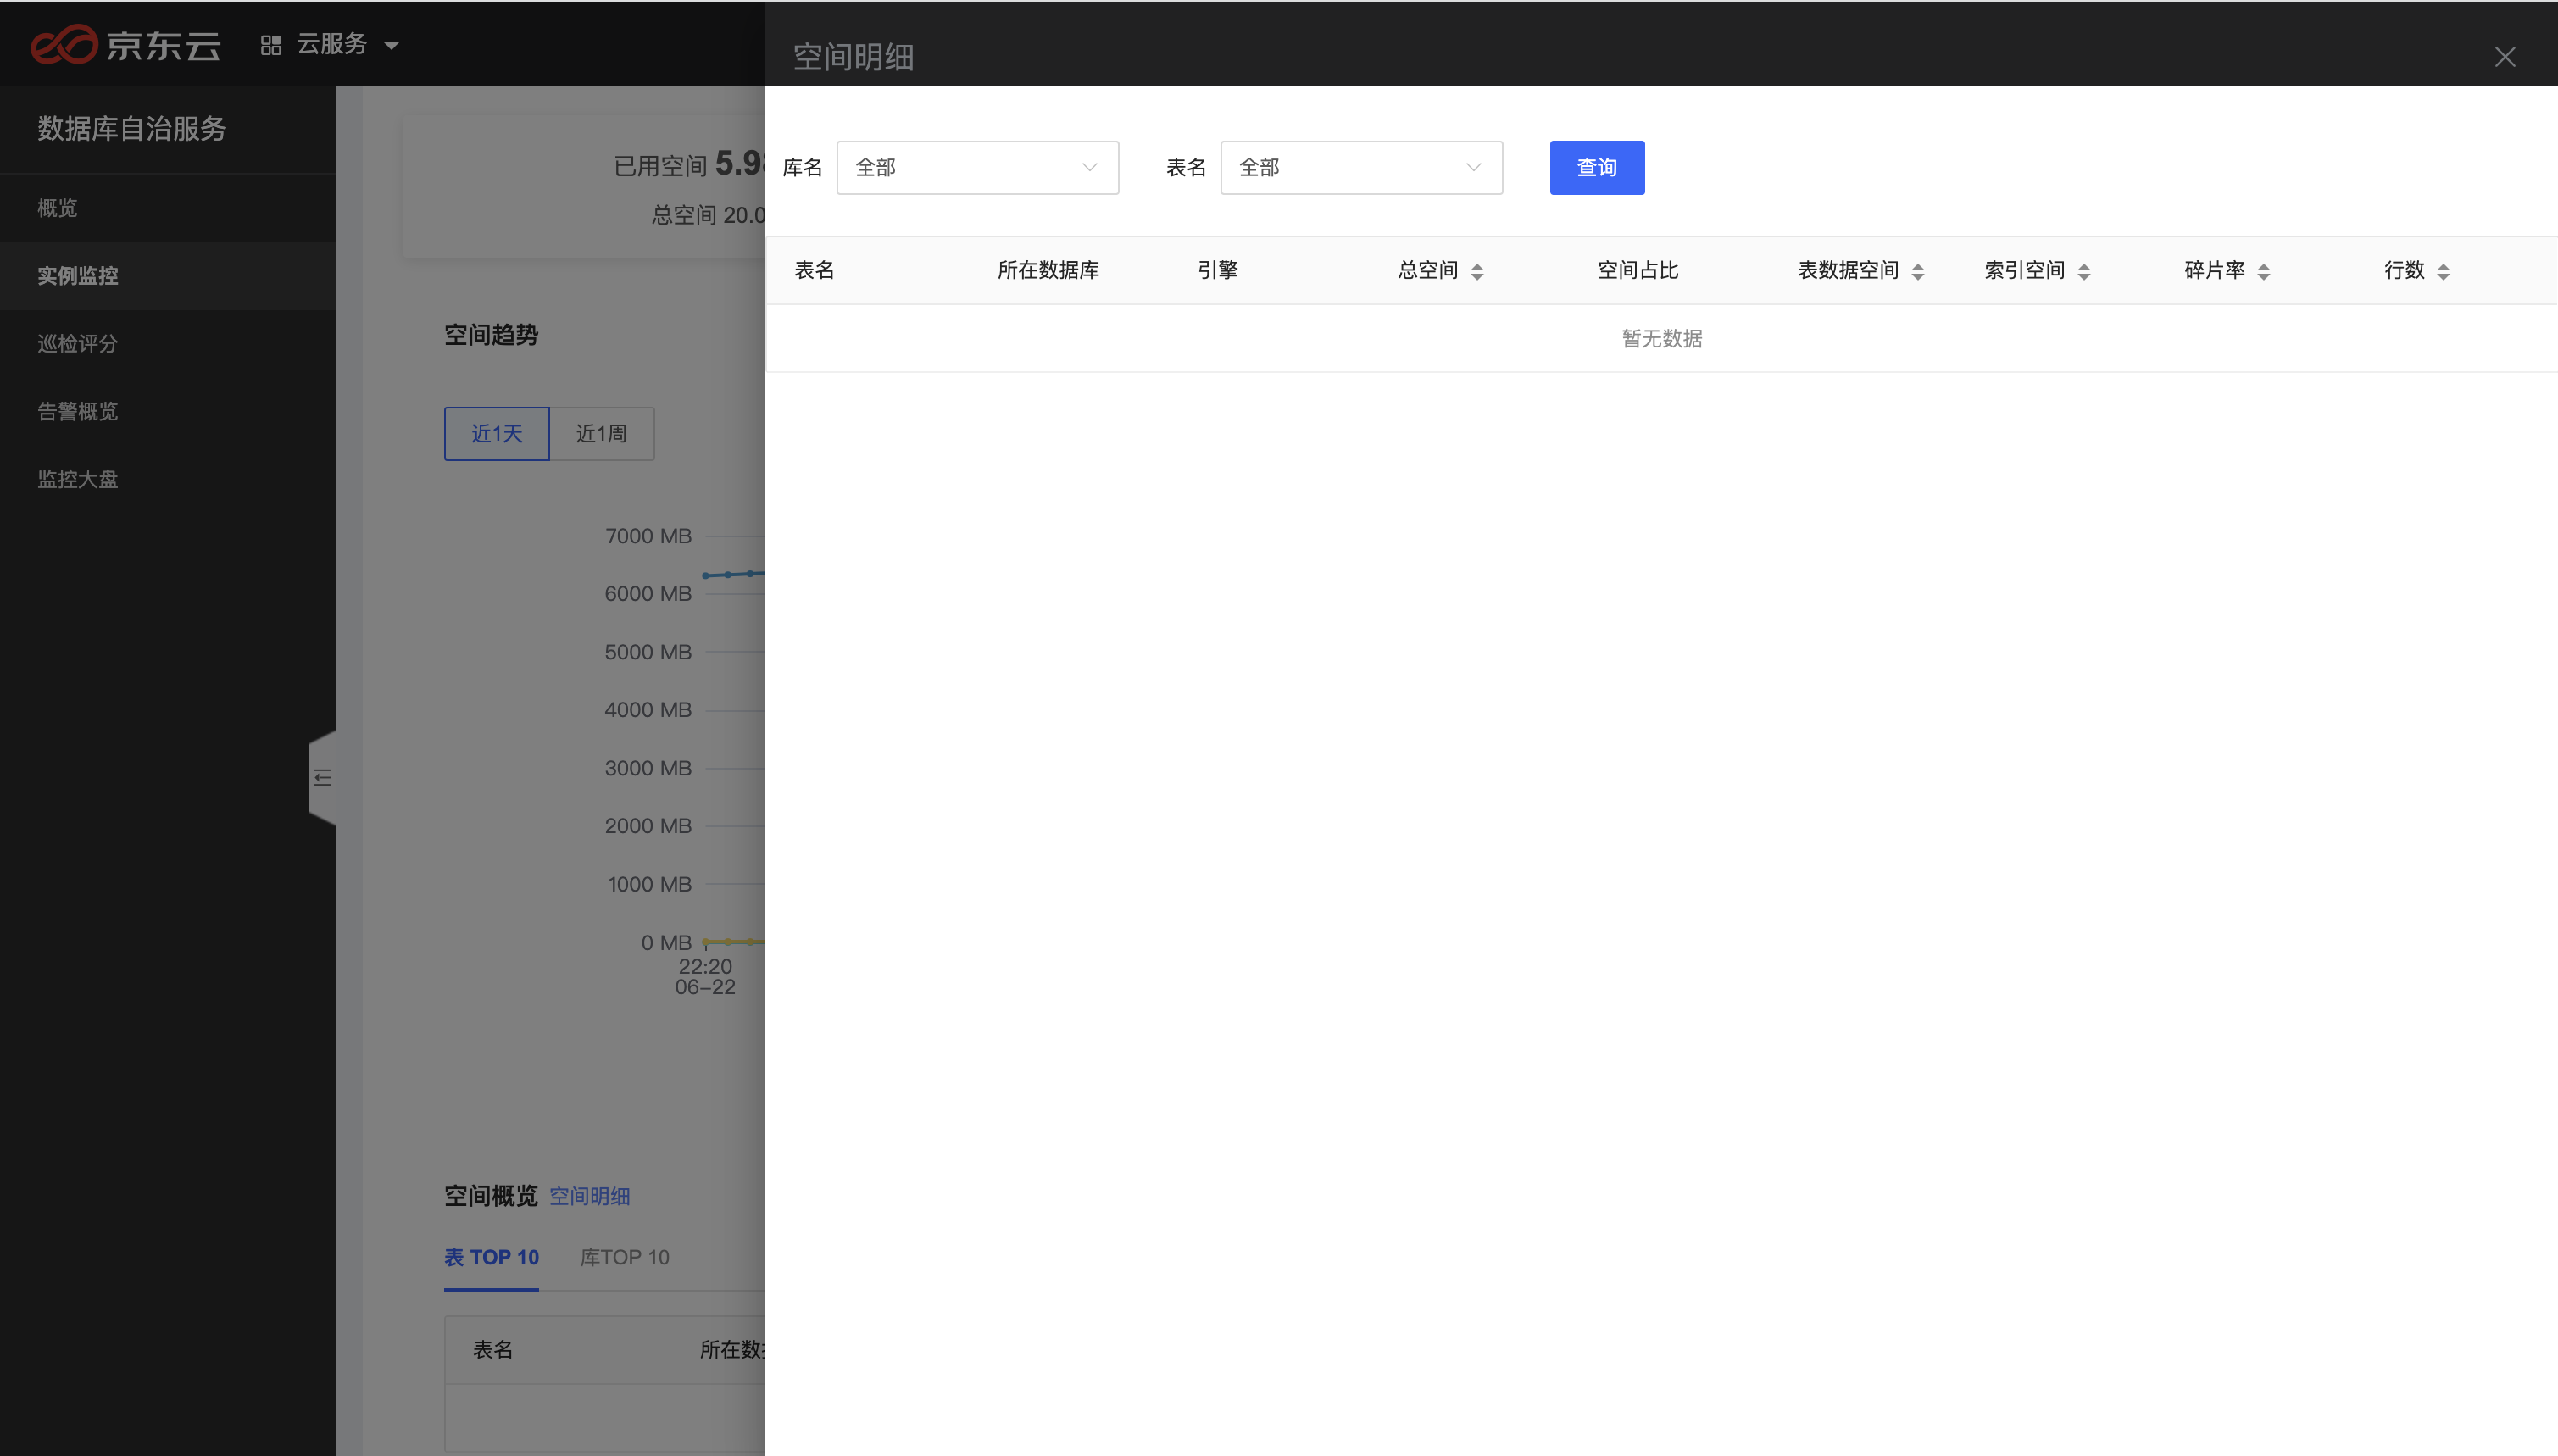 京东云 云服务
数据库自治服务
概览
实例监控
巡检评分
告警概览
监控大盘
已用空间 5.9
总空间 20.0
空间趋势
近1天 近1周
7000 MB
6000 MB
5000 MB
4000 MB
3000 MB
2000 MB
1000 MB
0 MB
22:20
06-22
空间概览 空间明细
表 TOP 10 库TOP 10
表名 所在数
空间明细
库名 全部 表名 全部 查询
表名 所在数据库 引擎 总空间 空间占比 表数据空间 索引空间 碎片率 行数
暂无数据